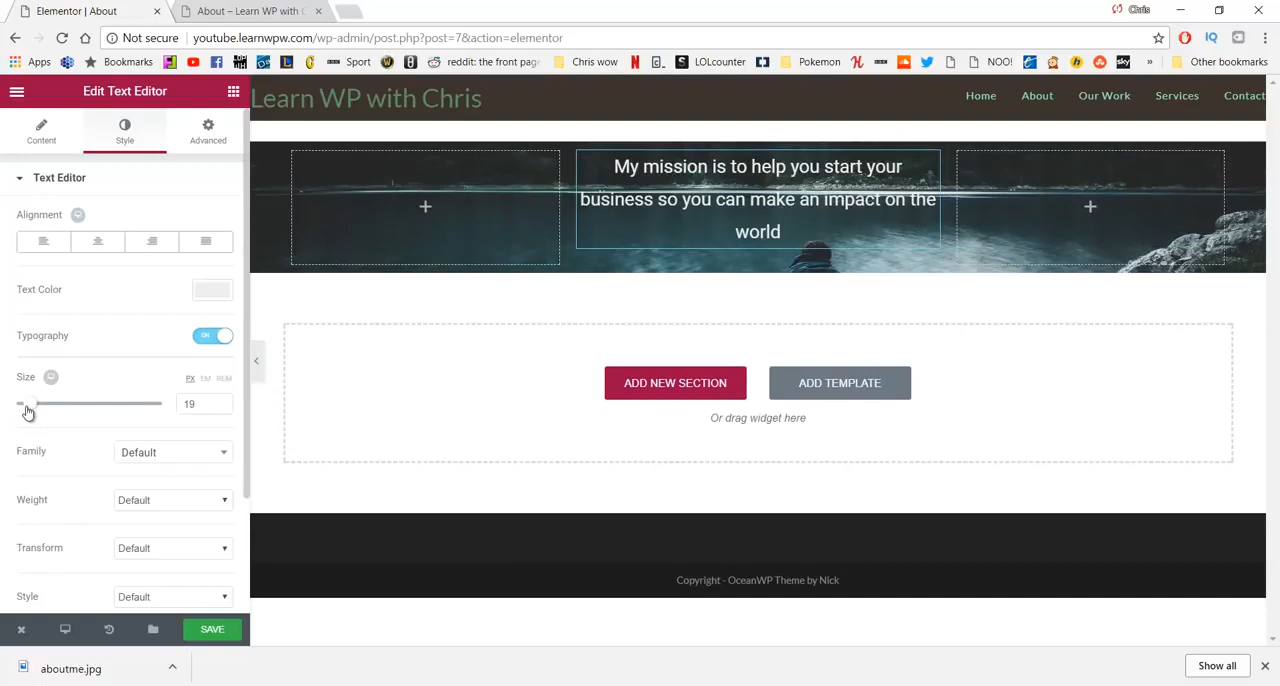 Elementor | About
About – Learn WP with C
Chris
Not secure
youtube.learnwpw.com/wp-admin/post.php?post=7&action=elementor
Apps
Bookmarks
Sport
reddit: the front page
Chris wow
LOLcounter
Pokemon
NOO!
sky
»
Other bookmarks
Edit Text Editor
Content
Style
Advanced
Text Editor
Alignment
Text Color
Typography
ON
Size
PX
EM
REM
19
Family
Default
Weight
Default
Transform
Default
Style
Default
SAVE
Learn WP with Chris
Home
About
Our Work
Services
Contact
My mission is to help you start your
business so you can make an impact on the
world
ADD NEW SECTION
ADD TEMPLATE
Or drag widget here
Copyright - OceanWP Theme by Nick
aboutme.jpg
Show all